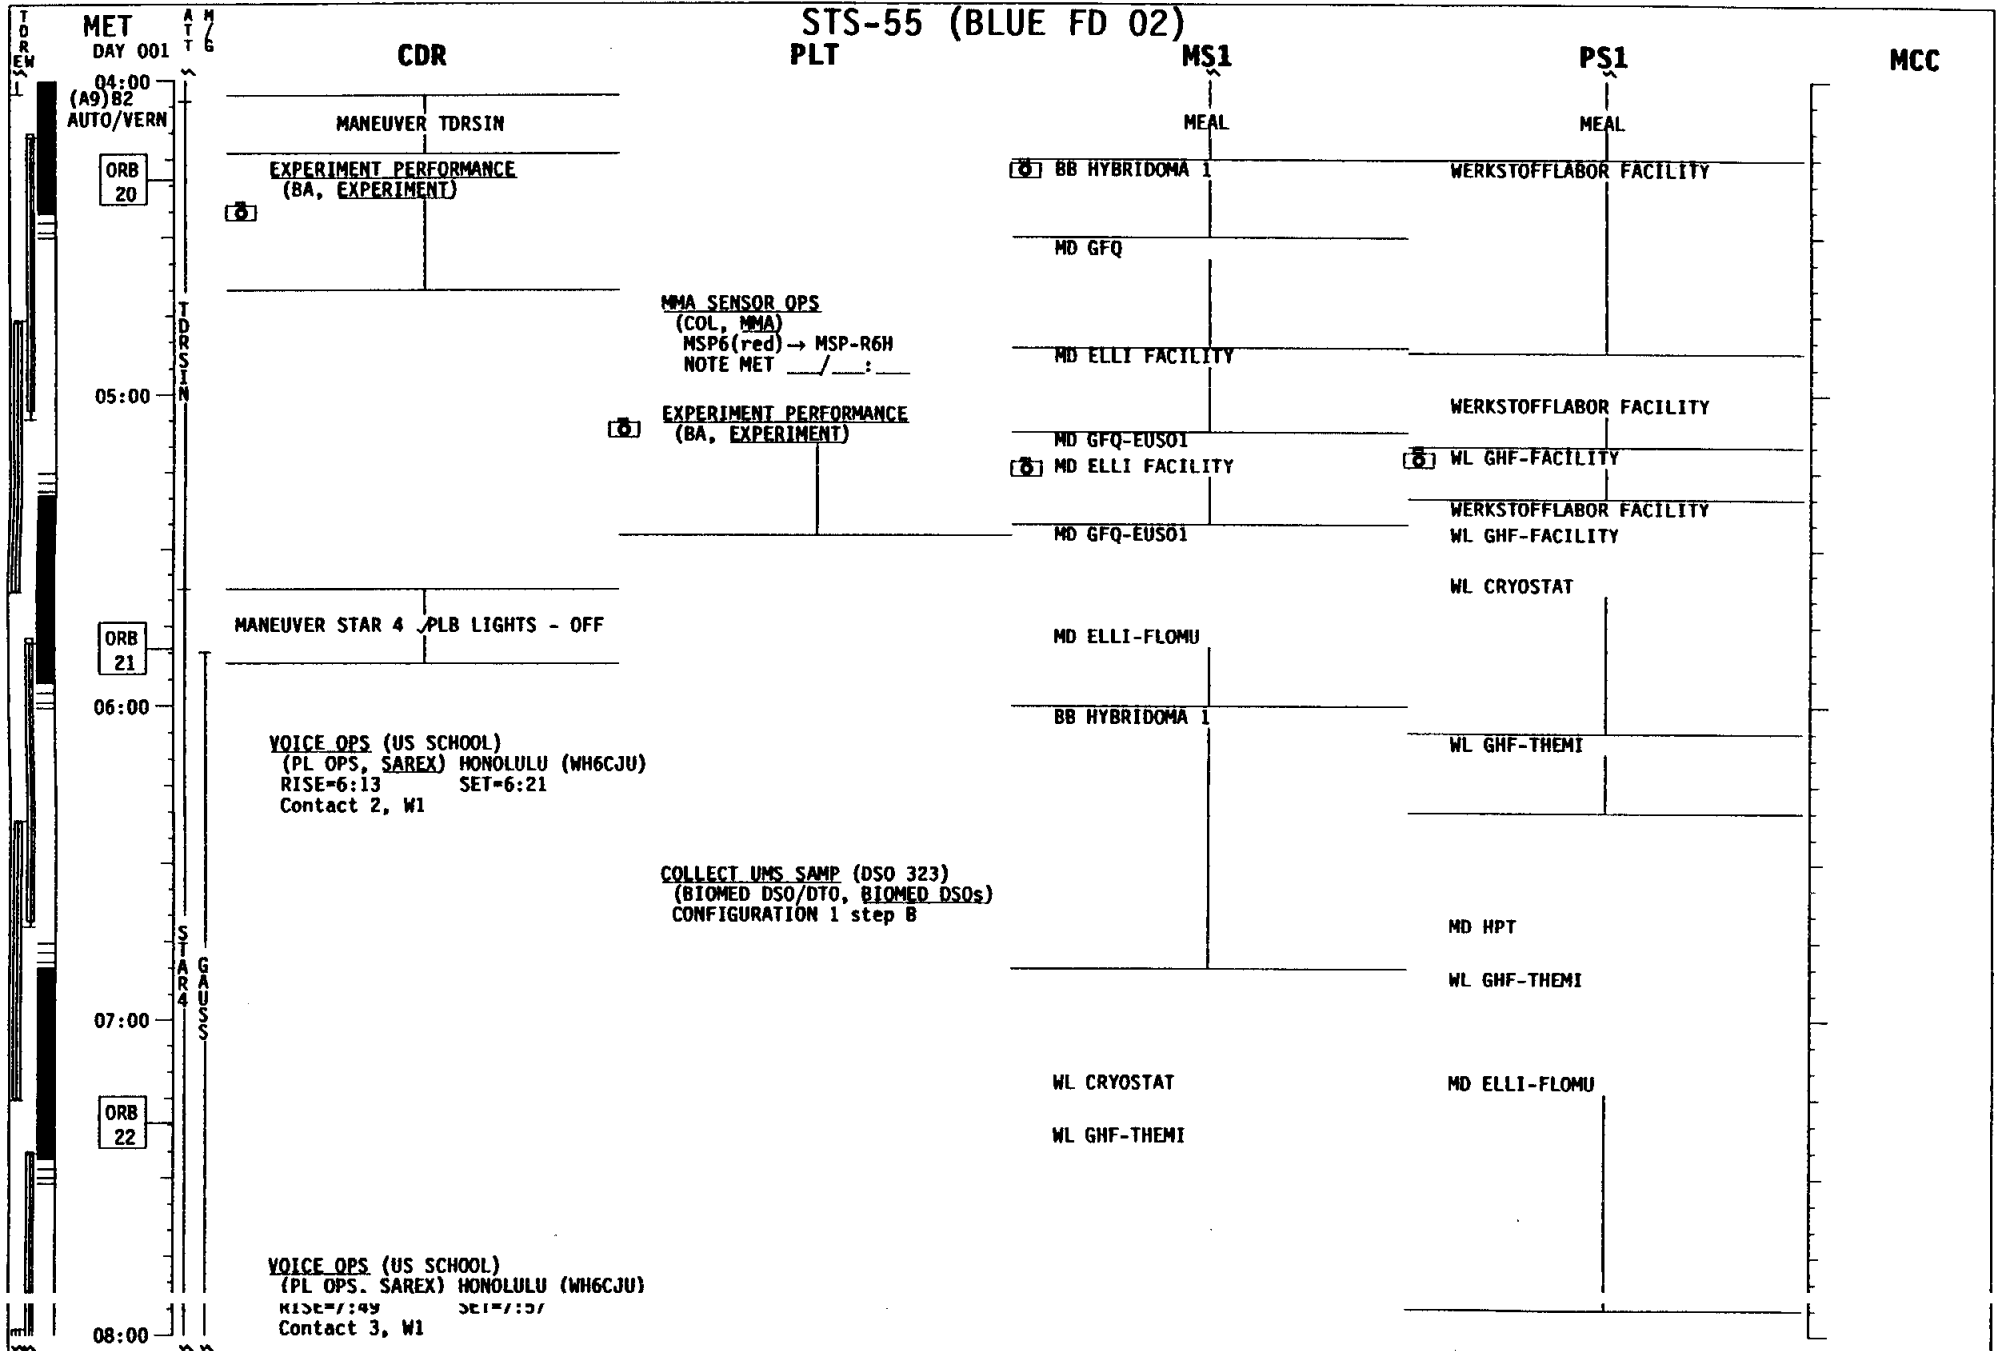 STS-55 (BLUE FD 02)
TDRS
E W
MET
DAY 001
ATT
M/G
CDR
PLT
MS1
PS1
MCC
04:00
(A9)B2
AUTO/VERN
ORB
20
TDRSIN
05:00
ORB
21
06:00
STAR4
GAUSS
07:00
ORB
22
08:00
MANEUVER TDRSIN
EXPERIMENT PERFORMANCE
(BA, EXPERIMENT)
MANEUVER STAR 4 √PLB LIGHTS - OFF
VOICE OPS (US SCHOOL)
(PL OPS, SAREX) HONOLULU (WH6CJU)
RISE=6:13 SET=6:21
Contact 2, W1
VOICE OPS (US SCHOOL)
(PL OPS. SAREX) HONOLULU (WH6CJU)
RISE=7:49 SET=7:57
Contact 3, W1
MMA SENSOR OPS
(COL, MMA)
MSP6(red)→ MSP-R6H
NOTE MET ___/___:___
EXPERIMENT PERFORMANCE
(BA, EXPERIMENT)
COLLECT UMS SAMP (DSO 323)
(BIOMED DSO/DTO, BIOMED DSOs)
CONFIGURATION 1 step B
MEAL
BB HYBRIDOMA 1
MD GFQ
MD ELLI FACILITY
MD GFQ-EUSO1
MD ELLI FACILITY
MD GFQ-EUSO1
MD ELLI-FLOMU
BB HYBRIDOMA 1
WL CRYOSTAT
WL GHF-THEMI
MEAL
WERKSTOFFLABOR FACILITY
WERKSTOFFLABOR FACILITY
WL GHF-FACILITY
WERKSTOFFLABOR FACILITY
WL GHF-FACILITY
WL CRYOSTAT
WL GHF-THEMI
MD HPT
WL GHF-THEMI
MD ELLI-FLOMU